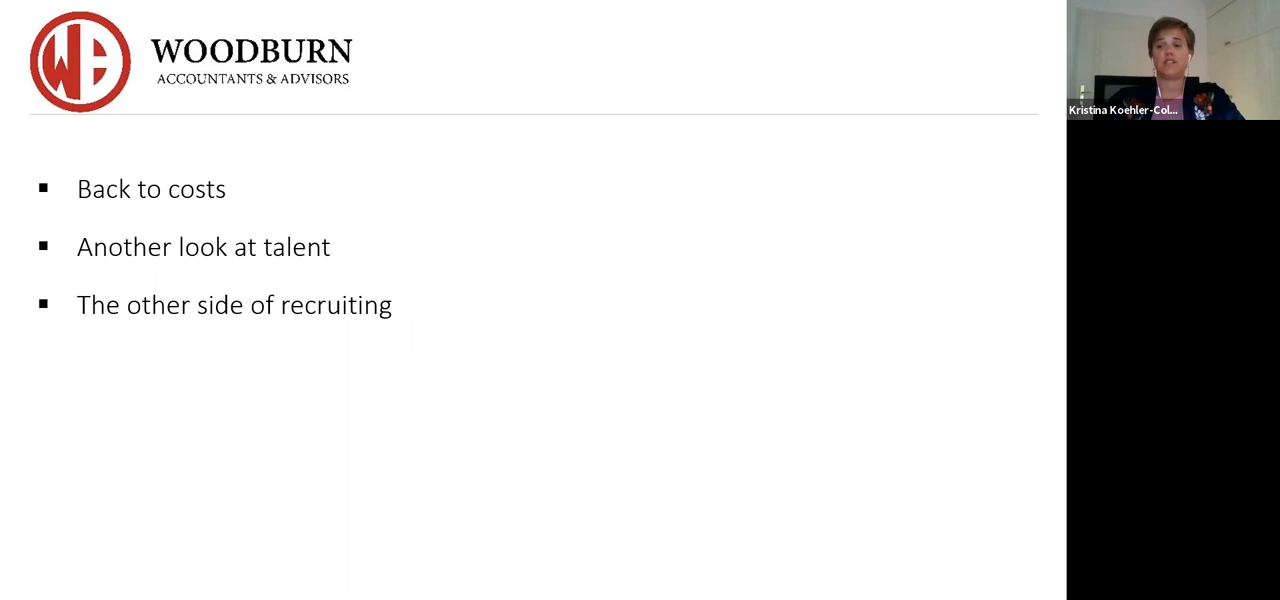 WOODBURN
ACCOUNTANTS & ADVISORS
Kristina Koehler-Col...
▪ Back to costs
▪ Another look at talent
▪ The other side of recruiting